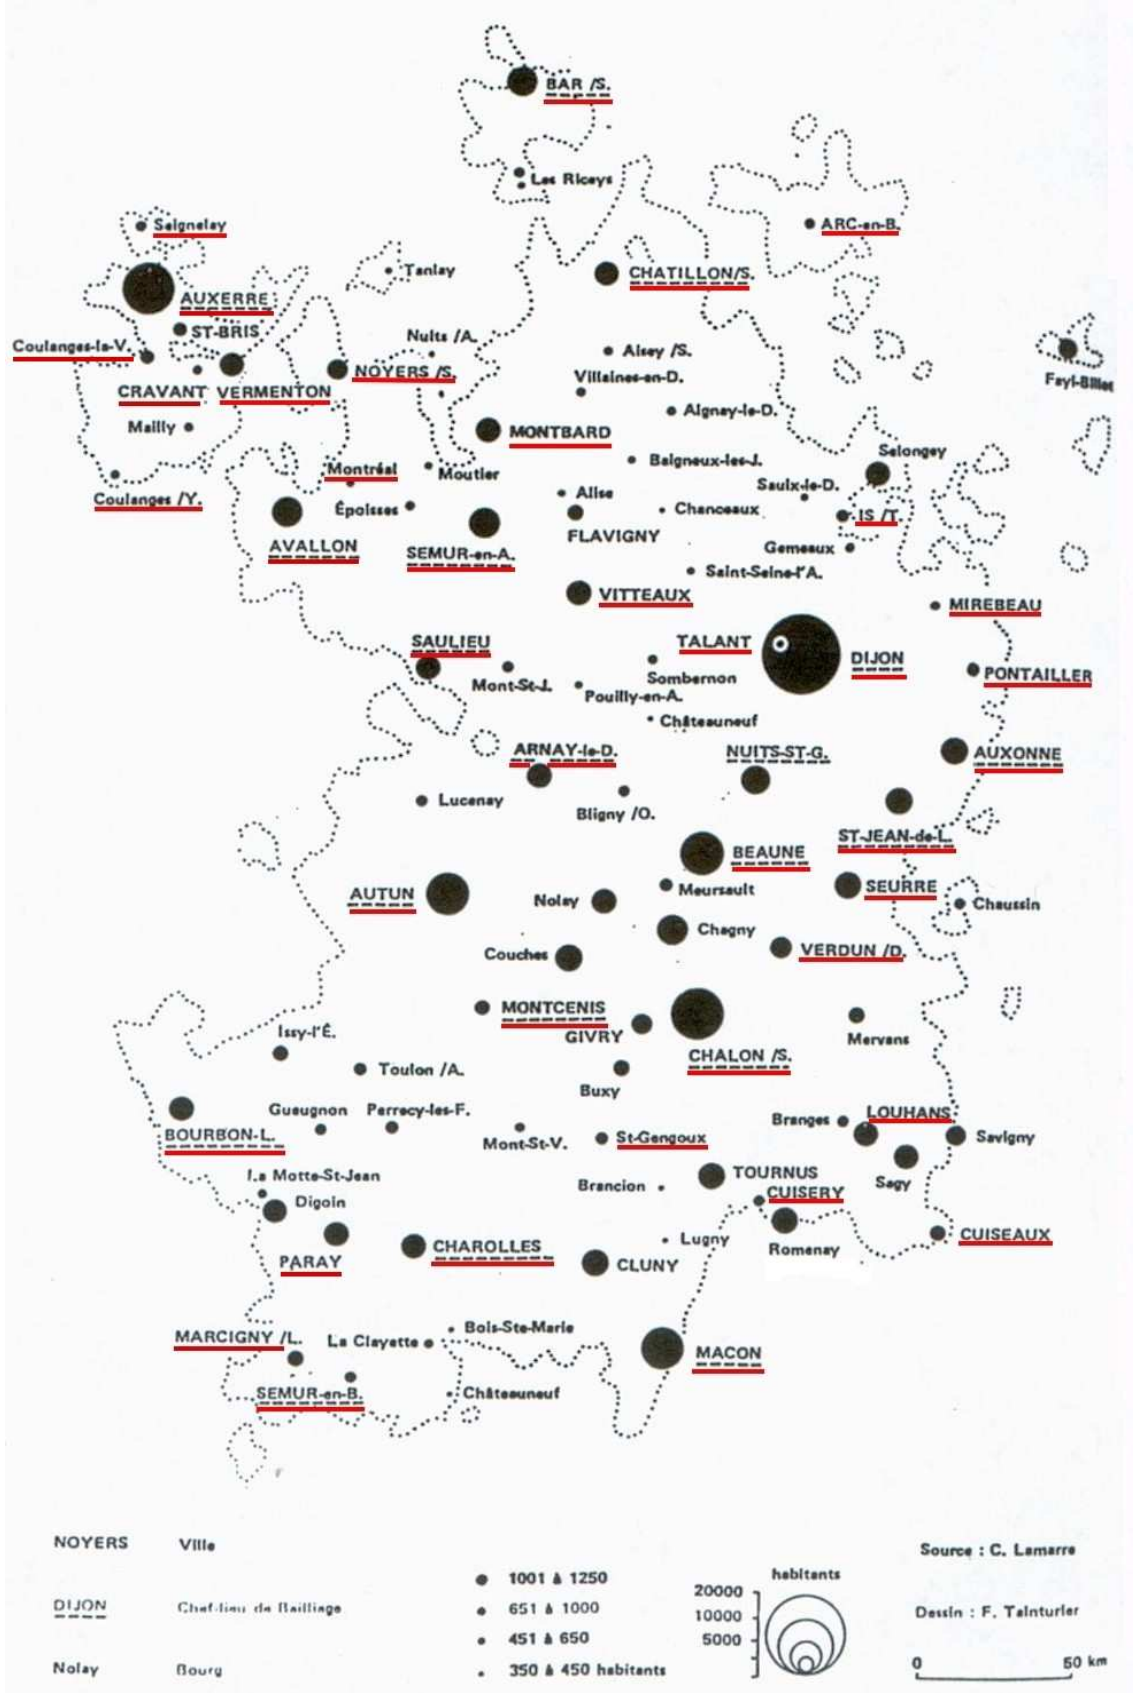 BAR /S.
Les Riceys
Seignelay
ARC-en-B.
Tanlay
CHATILLON/S.
AUXERRE
ST-BRIS
Nuits /A.
Coulanges-la-V.
Aisey /S.
NOYERS /S.
Fayl-Billot
Villaines-en-D.
CRAVANT
VERMENTON
Aignay-le-D.
Mailly
MONTBARD
Selongey
Baigneux-les-J.
Montréal
Moutier
Saulx-le-D.
Coulanges /Y.
Alise
Époisses
Chanceaux
IS /T.
FLAVIGNY
AVALLON
SEMUR-en-A.
Gemeaux
Saint-Seine-l'A.
VITTEAUX
MIREBEAU
SAULIEU
TALANT
DIJON
Sombernon
PONTAILLER
Mont-St-J.
Pouilly-en-A.
Châteauneuf
ARNAY-le-D.
NUITS-ST-G.
AUXONNE
Lucenay
Bligny /O.
ST-JEAN-de-L.
BEAUNE
AUTUN
Meursault
SEURRE
Nolay
Chaussin
Chagny
Couches
VERDUN /D.
MONTCENIS
Issy-l'É.
GIVRY
Mervans
CHALON /S.
Toulon /A.
Buxy
Gueugnon
Perrecy-les-F.
Branges
LOUHANS
BOURBON-L.
Mont-St-V.
St-Gengoux
Savigny
La Motte-St-Jean
TOURNUS
Brancion
Sagy
CUISERY
Digoin
CUISEAUX
Lugny
CHAROLLES
Romenay
PARAY
CLUNY
Bois-Ste-Marie
MARCIGNY /L.
La Clayette
MACON
SEMUR-en-B.
Châteauneuf
NOYERS Ville
DIJON Chef-lieu de Bailliage
Nolay Bourg
1001 à 1250
651 à 1000
451 à 650
350 à 450 habitants
habitants
20000
10000
5000
Source : C. Lamarre
Dessin : F. Tainturier
0 50 km